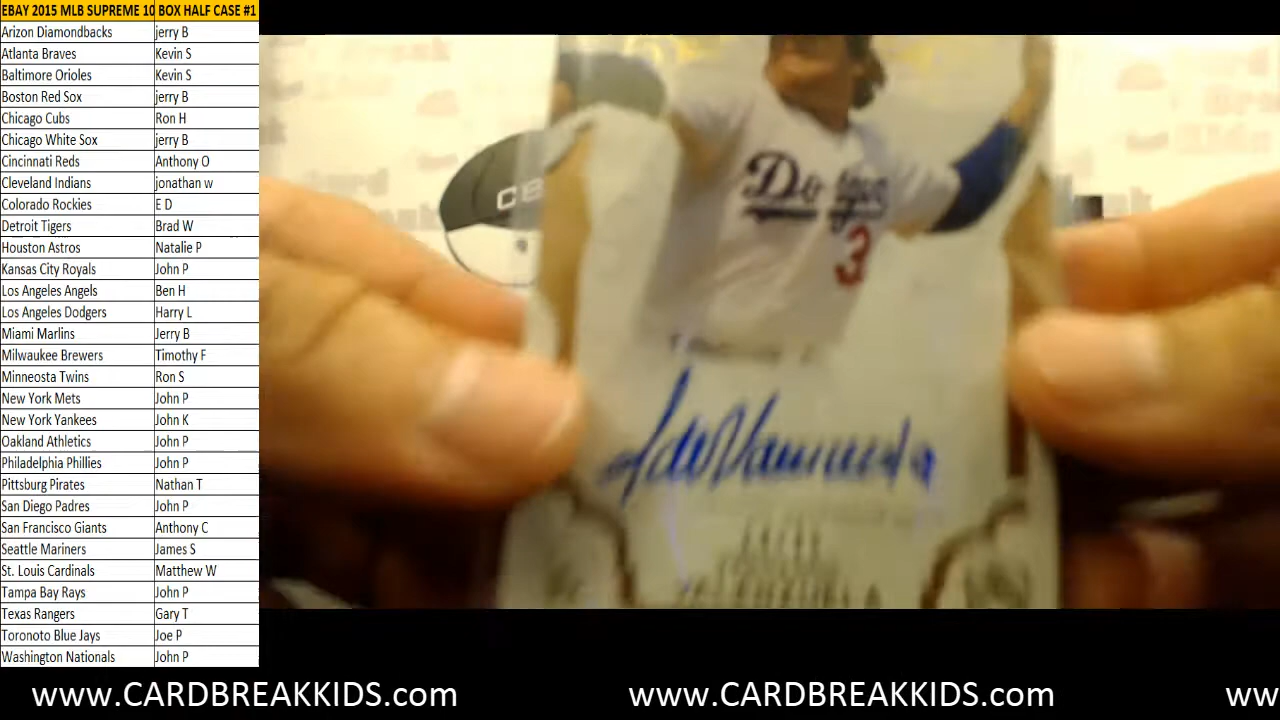 EBAY 2015 MLB SUPREME 10 BOX HALF CASE #1
Arizon Diamondbacks jerry B
Atlanta Braves Kevin S
Baltimore Orioles Kevin S
Boston Red Sox jerry B
Chicago Cubs Ron H
Chicago White Sox jerry B
Cincinnati Reds Anthony O
Cleveland Indians jonathan w
Colorado Rockies E D
Detroit Tigers Brad W
Houston Astros Natalie P
Kansas City Royals John P
Los Angeles Angels Ben H
Los Angeles Dodgers Harry L
Miami Marlins Jerry B
Milwaukee Brewers Timothy F
Minneosta Twins Ron S
New York Mets John P
New York Yankees John K
Oakland Athletics John P
Philadelphia Phillies John P
Pittsburg Pirates Nathan T
San Diego Padres John P
San Francisco Giants Anthony C
Seattle Mariners James S
St. Louis Cardinals Matthew W
Tampa Bay Rays John P
Texas Rangers Gary T
Toronoto Blue Jays Joe P
Washington Nationals John P
Dodgers
3
www.CARDBREAKKIDS.com www.CARDBREAKKIDS.com ww